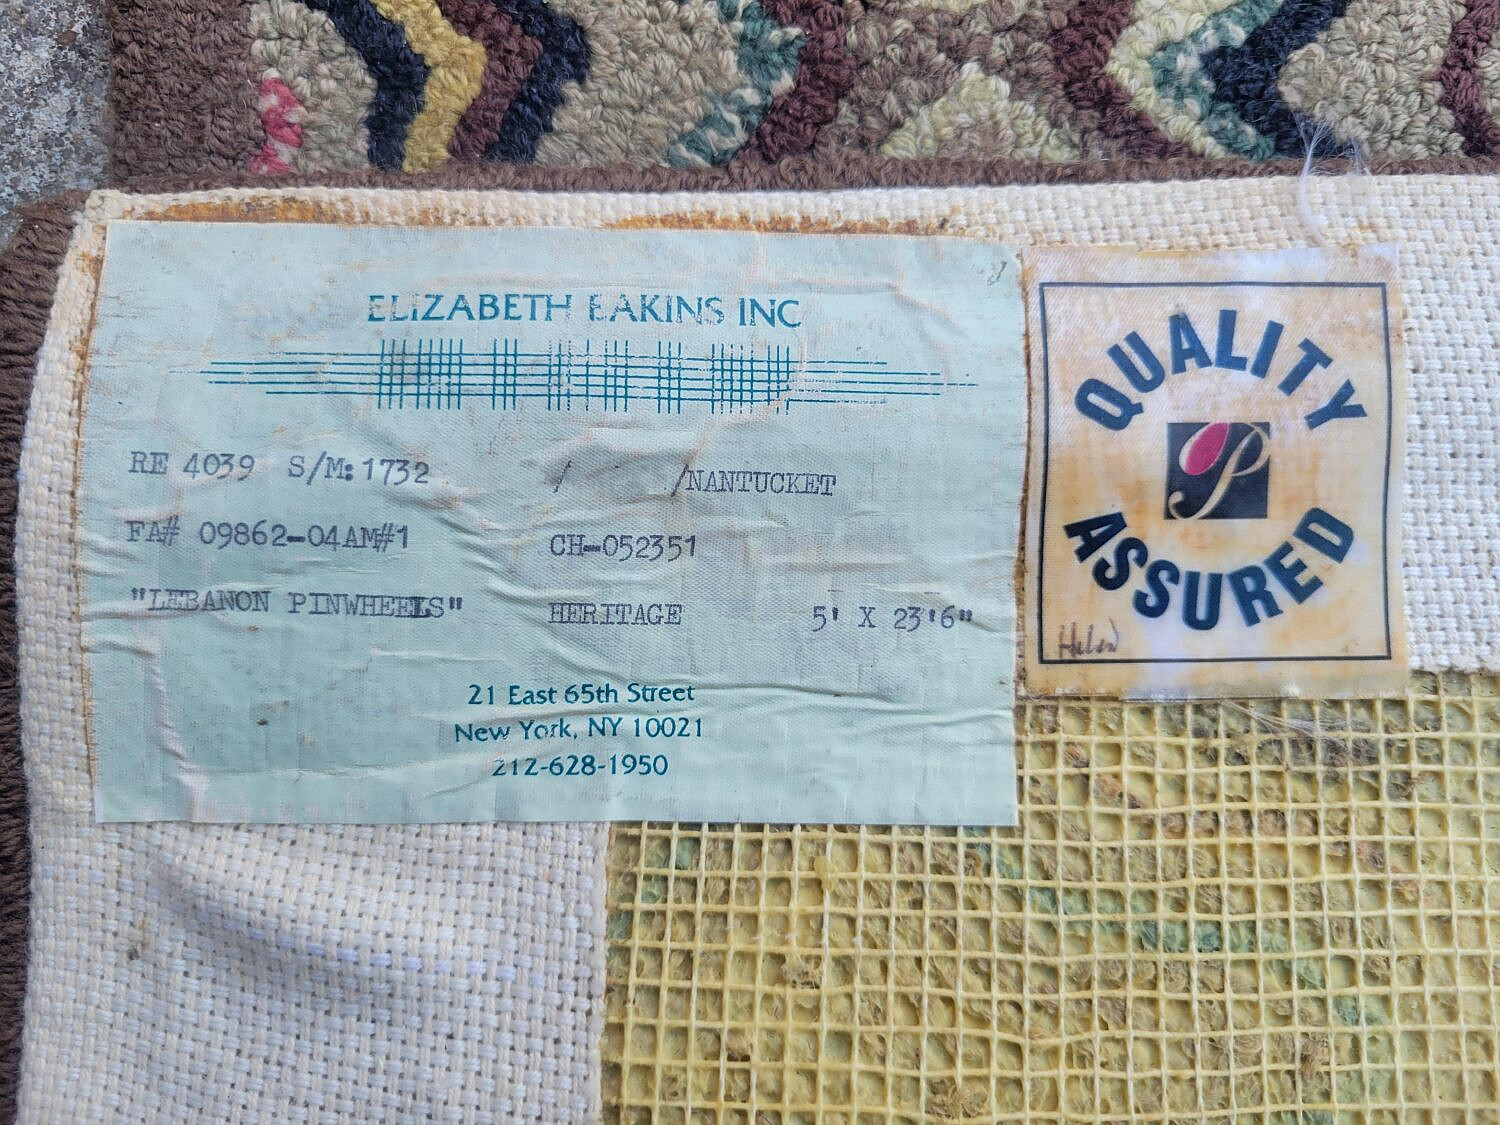 ELIZABETH EAKINS INC
RE 4039 S/M: 1732 / /NANTUCKET
FA# 09862-04AM#1 CH-052351
"LEBANON PINWHEELS" HERITAGE 5' X 23'6"
21 East 65th Street
New York, NY 10021
212-628-1950
QUALITY
P
ASSURED
Helen